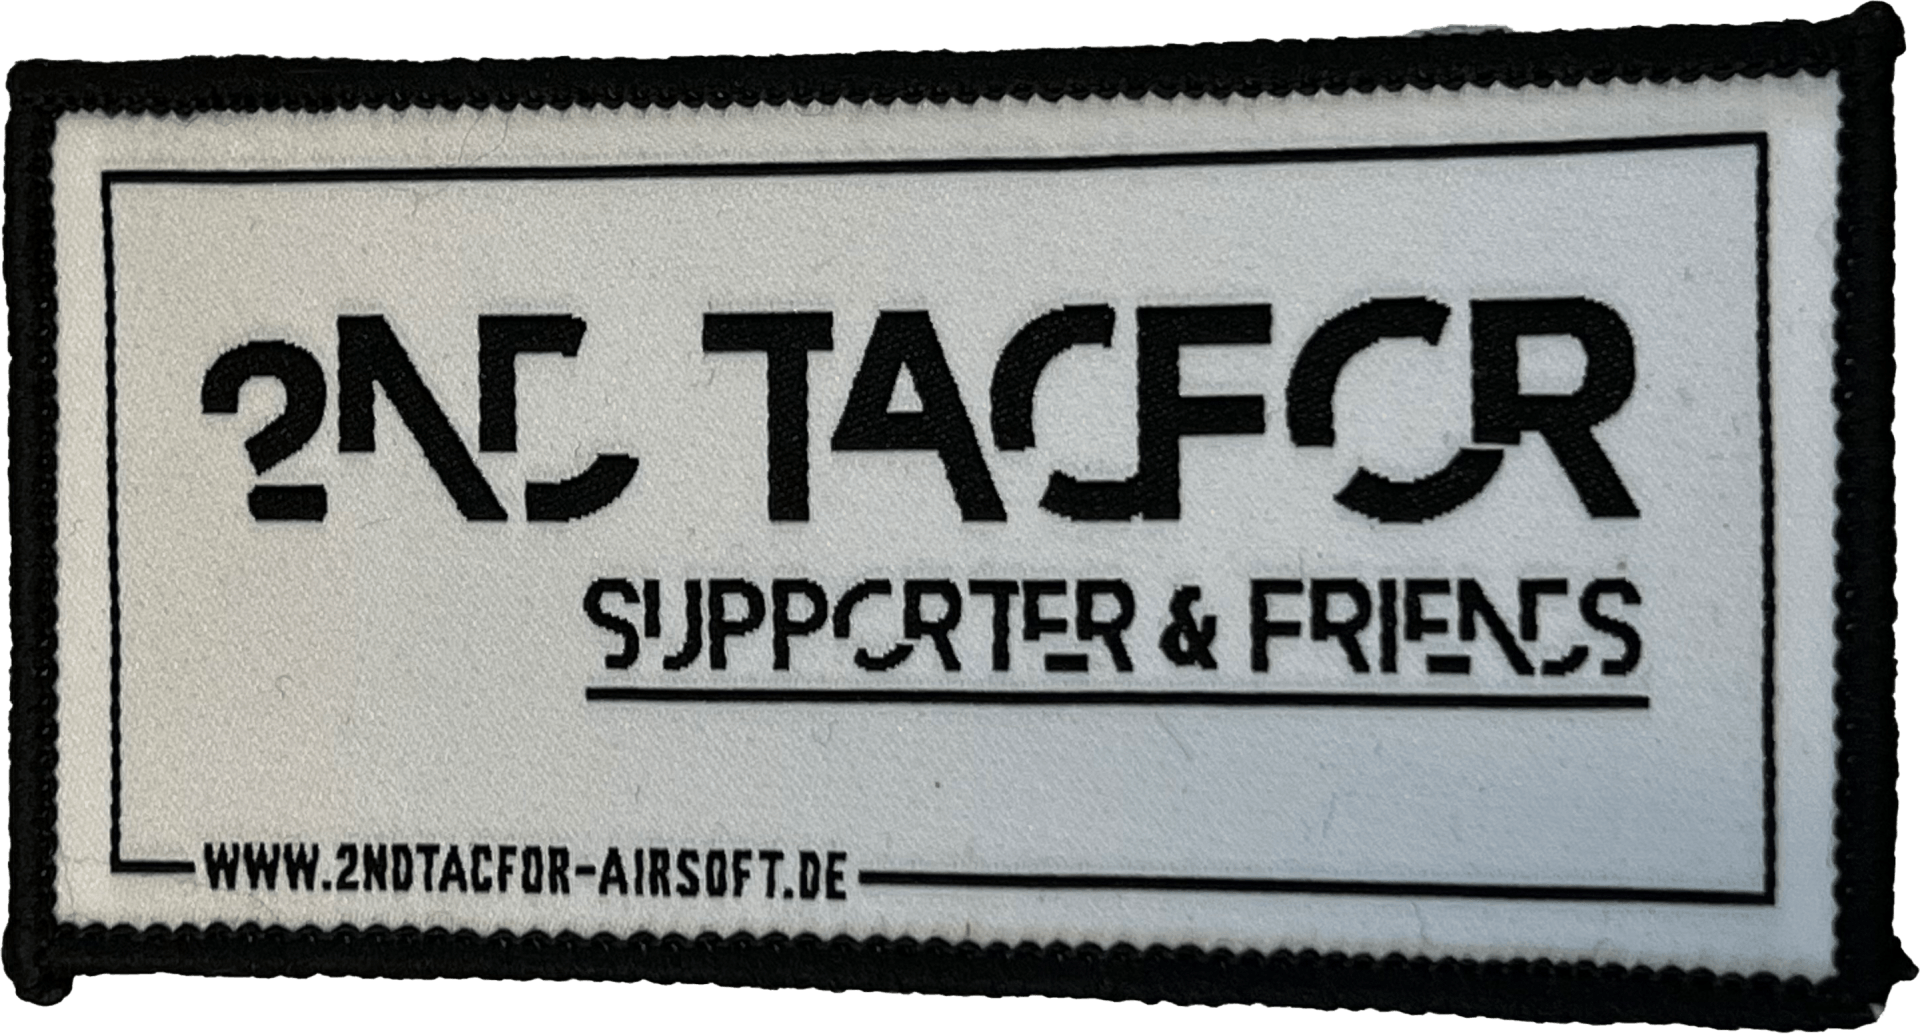 2ND TACFOR
SUPPORTER & FRIENDS
WWW.2NDTACFOR-AIRSOFT.DE